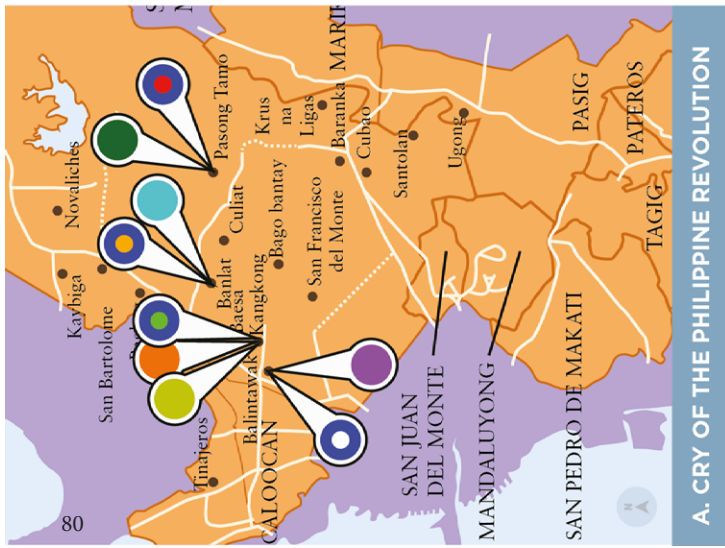 80
Novaliches
Kaybiga
San Bartolome
Pasong Tamo
Culiat
Banlat
Baesa
Kangkong
Balintawak
Bago bantay
San Francisco
del Monte
Krus
na
Ligas
Baranka
Cubao
Santolan
Ugong
Tinajeros
CALOOCAN
SAN JUAN
DEL MONTE
MANDALUYONG
SAN PEDRO DE MAKATI
PASIG
PATEROS
TAGIG
N
A. CRY OF THE PHILIPPINE REVOLUTION